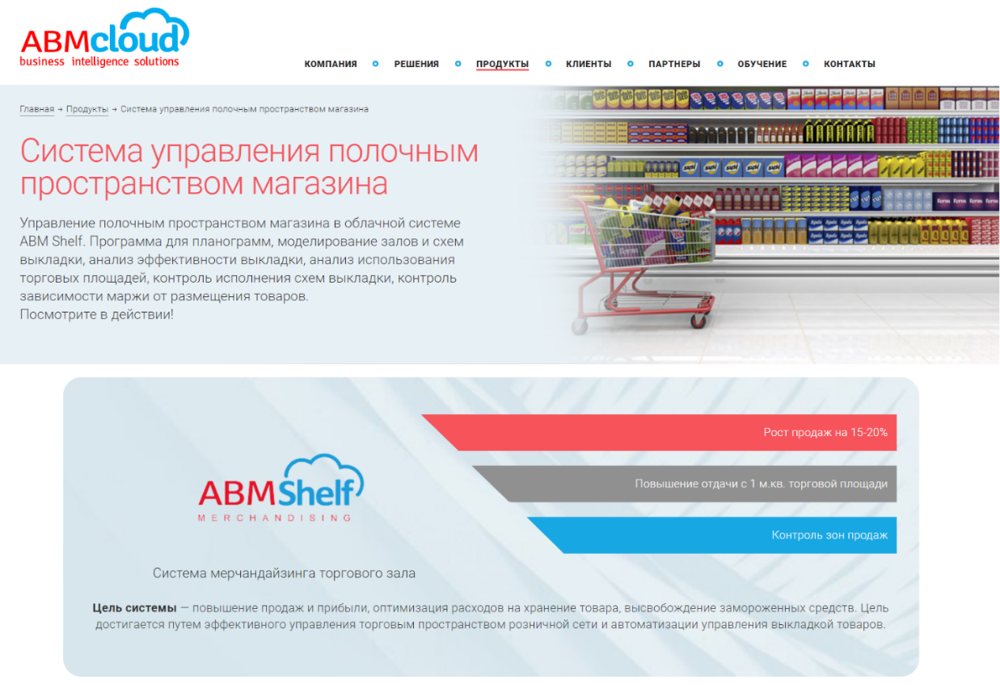 ABMcloud
business intelligence solutions
КОМПАНИЯ РЕШЕНИЯ ПРОДУКТЫ КЛИЕНТЫ ПАРТНЕРЫ ОБУЧЕНИЕ КОНТАКТЫ
Главная → Продукты → Система управления полочным пространством магазина
Система управления полочным
пространством магазина
Управление полочным пространством магазина в облачной системе
ABM Shelf. Программа для планограмм, моделирование залов и схем
выкладки, анализ эффективности выкладки, анализ использования
торговых площадей, контроль исполнения схем выкладки, контроль
зависимости маржи от размещения товаров.
Посмотрите в действии!
Рост продаж на 15-20%
Повышение отдачи с 1 м.кв. торговой площади
Контроль зон продаж
ABMShelf
MERCHANDISING
Система мерчандайзинга торгового зала
Цель системы — повышение продаж и прибыли, оптимизация расходов на хранение товара, высвобождение замороженных средств. Цель
достигается путем эффективного управления торговым пространством розничной сети и автоматизации управления выкладкой товаров.